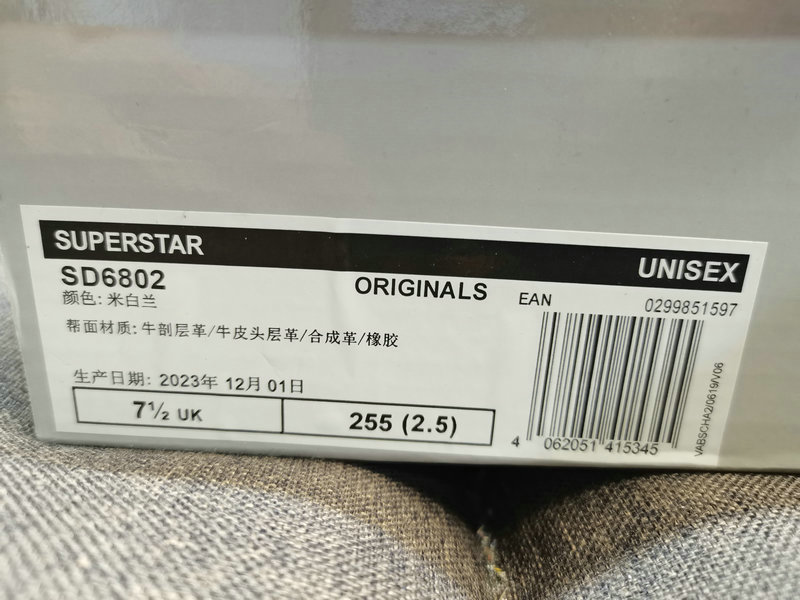 SUPERSTAR
UNISEX
SD6802
ORIGINALS
EAN
0299851597
颜色: 米白兰
帮面材质: 牛剖层革/牛皮头层革/合成革/橡胶
生产日期: 2023年 12月 01日
7½ UK
255 (2.5)
4 062051 415345
VABSCHA2/0619/V06